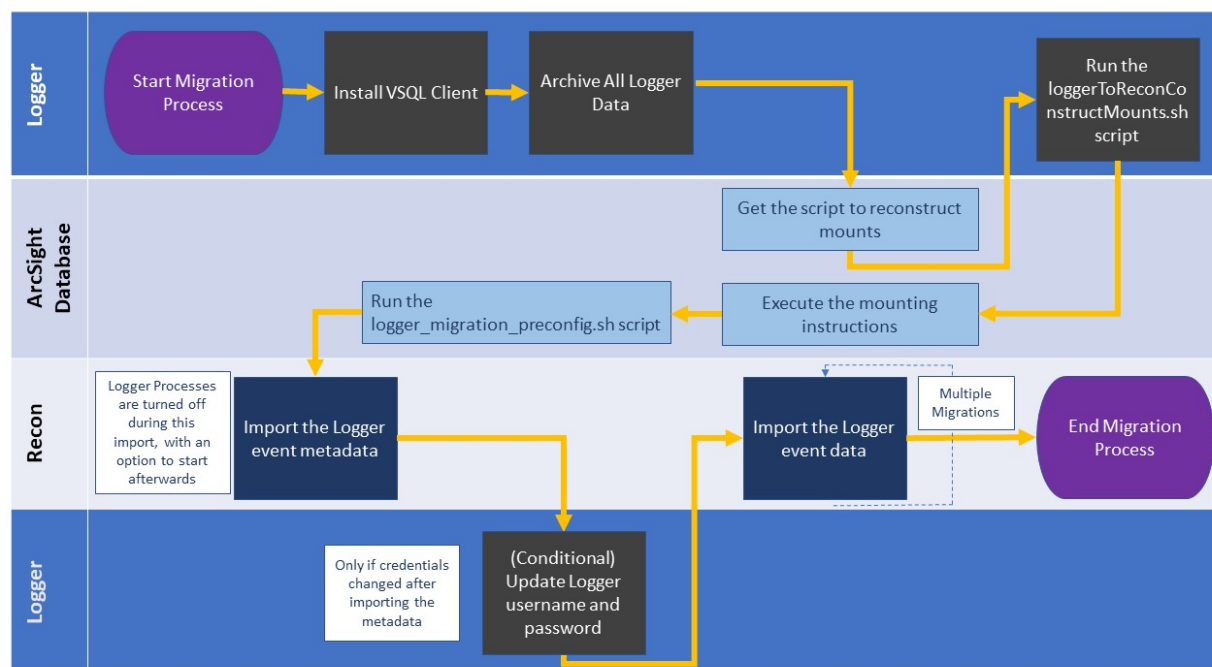 Logger
Start Migration
Process
Install VSQL Client
Archive All Logger
Data
Run the
loggerToReconCo
nstructMounts.sh
script
ArcSight
Database
Get the script to reconstruct
mounts
Run the
logger_migration_preconfig.sh script
Execute the mounting
instructions
Recon
Logger Processes
are turned off
during this
import, with an
option to start
afterwards
Import the Logger
event metadata
Import the Logger
event data
Multiple
Migrations
End Migration
Process
Logger
Only if credentials
changed after
importing the
metadata
(Conditional)
Update Logger
username and
password